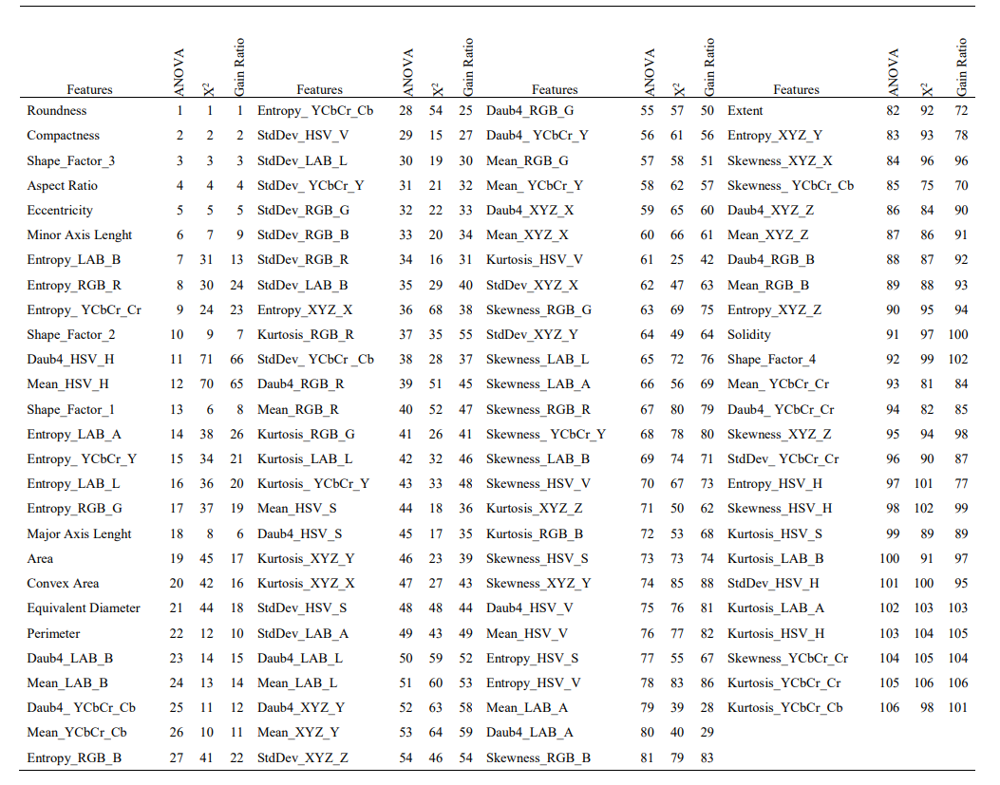 Features ANOVA X² Gain Ratio Features ANOVA X² Gain Ratio Features ANOVA X² Gain Ratio Features ANOVA X² Gain Ratio
Roundness 1 1 1 Entropy_ YCbCr_Cb 28 54 25 Daub4_RGB_G 55 57 50 Extent 82 92 72
Compactness 2 2 2 StdDev_HSV_V 29 15 27 Daub4_ YCbCr_Y 56 61 56 Entropy_XYZ_Y 83 93 78
Shape_Factor_3 3 3 3 StdDev_LAB_L 30 19 30 Mean_RGB_G 57 58 51 Skewness_XYZ_X 84 96 96
Aspect Ratio 4 4 4 StdDev_ YCbCr_Y 31 21 32 Mean_ YCbCr_Y 58 62 57 Skewness_ YCbCr_Cb 85 75 70
Eccentricity 5 5 5 StdDev_RGB_G 32 22 33 Daub4_XYZ_X 59 65 60 Daub4_XYZ_Z 86 84 90
Minor Axis Lenght 6 7 9 StdDev_RGB_B 33 20 34 Mean_XYZ_X 60 66 61 Mean_XYZ_Z 87 86 91
Entropy_LAB_B 7 31 13 StdDev_RGB_R 34 16 31 Kurtosis_HSV_V 61 25 42 Daub4_RGB_B 88 87 92
Entropy_RGB_R 8 30 24 StdDev_LAB_B 35 29 40 StdDev_XYZ_X 62 47 63 Mean_RGB_B 89 88 93
Entropy_ YCbCr_Cr 9 24 23 Entropy_XYZ_X 36 68 38 Skewness_RGB_G 63 69 75 Entropy_XYZ_Z 90 95 94
Shape_Factor_2 10 9 7 Kurtosis_RGB_R 37 35 55 StdDev_XYZ_Y 64 49 64 Solidity 91 97 100
Daub4_HSV_H 11 71 66 StdDev_ YCbCr _Cb 38 28 37 Skewness_LAB_L 65 72 76 Shape_Factor_4 92 99 102
Mean_HSV_H 12 70 65 Daub4_RGB_R 39 51 45 Skewness_LAB_A 66 56 69 Mean_ YCbCr_Cr 93 81 84
Shape_Factor_1 13 6 8 Mean_RGB_R 40 52 47 Skewness_RGB_R 67 80 79 Daub4_ YCbCr_Cr 94 82 85
Entropy_LAB_A 14 38 26 Kurtosis_RGB_G 41 26 41 Skewness_ YCbCr_Y 68 78 80 Skewness_XYZ_Z 95 94 98
Entropy_ YCbCr_Y 15 34 21 Kurtosis_LAB_L 42 32 46 Skewness_LAB_B 69 74 71 StdDev_ YCbCr_Cr 96 90 87
Entropy_LAB_L 16 36 20 Kurtosis_ YCbCr_Y 43 33 48 Skewness_HSV_V 70 67 73 Entropy_HSV_H 97 101 77
Entropy_RGB_G 17 37 19 Mean_HSV_S 44 18 36 Kurtosis_XYZ_Z 71 50 62 Skewness_HSV_H 98 102 99
Major Axis Lenght 18 8 6 Daub4_HSV_S 45 17 35 Kurtosis_RGB_B 72 53 68 Kurtosis_HSV_S 99 89 89
Area 19 45 17 Kurtosis_XYZ_Y 46 23 39 Skewness_HSV_S 73 73 74 Kurtosis_LAB_B 100 91 97
Convex Area 20 42 16 Kurtosis_XYZ_X 47 27 43 Skewness_XYZ_Y 74 85 88 StdDev_HSV_H 101 100 95
Equivalent Diameter 21 44 18 StdDev_HSV_S 48 48 44 Daub4_HSV_V 75 76 81 Kurtosis_LAB_A 102 103 103
Perimeter 22 12 10 StdDev_LAB_A 49 43 49 Mean_HSV_V 76 77 82 Kurtosis_HSV_H 103 104 105
Daub4_LAB_B 23 14 15 Daub4_LAB_L 50 59 52 Entropy_HSV_S 77 55 67 Skewness_YCbCr_Cr 104 105 104
Mean_LAB_B 24 13 14 Mean_LAB_L 51 60 53 Entropy_HSV_V 78 83 86 Kurtosis_YCbCr_Cr 105 106 106
Daub4_ YCbCr_Cb 25 11 12 Daub4_XYZ_Y 52 63 58 Mean_LAB_A 79 39 28 Kurtosis_YCbCr_Cb 106 98 101
Mean_YCbCr_Cb 26 10 11 Mean_XYZ_Y 53 64 59 Daub4_LAB_A 80 40 29
Entropy_RGB_B 27 41 22 StdDev_XYZ_Z 54 46 54 Skewness_RGB_B 81 79 83